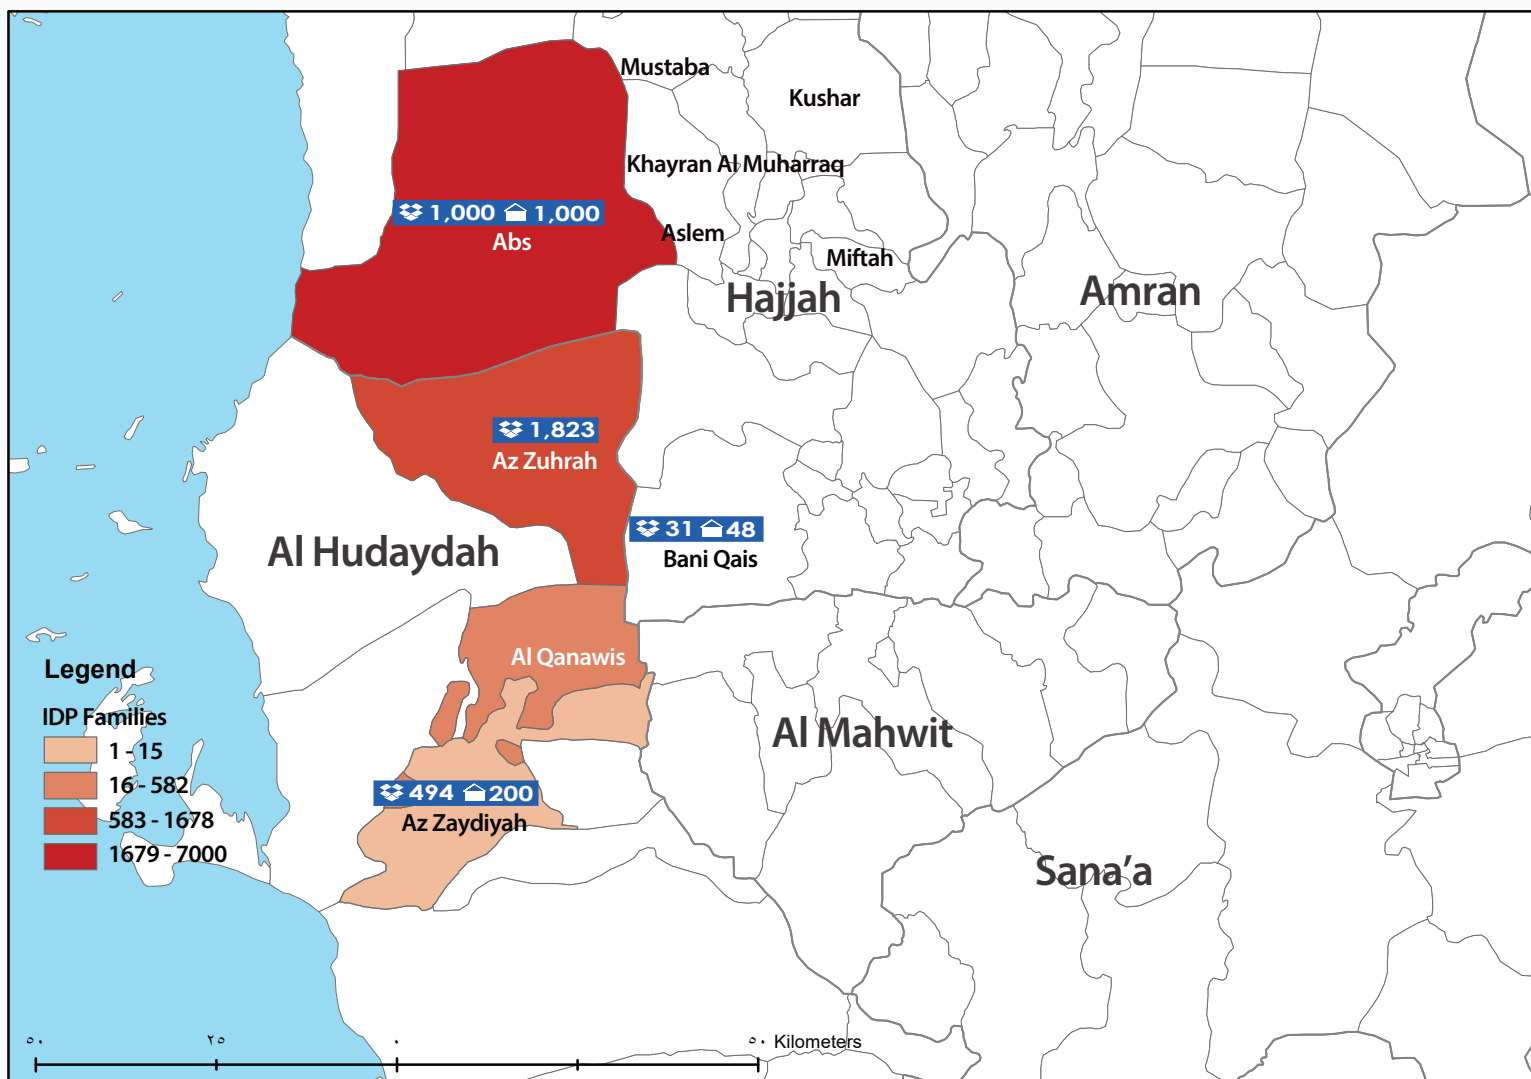 Mustaba
Kushar
Khayran Al Muharraq
1,000 1,000
Abs
Aslem
Miftah
Hajjah
Amran
1,823
Az Zuhrah
31 48
Bani Qais
Al Hudaydah
Al Qanawis
Al Mahwit
494 200
Az Zaydiyah
Sana’a
Legend
IDP Families
1 - 15
16 - 582
583 - 1678
1679 - 7000
٥٠ ٢٥ ٠ ٥٠ Kilometers